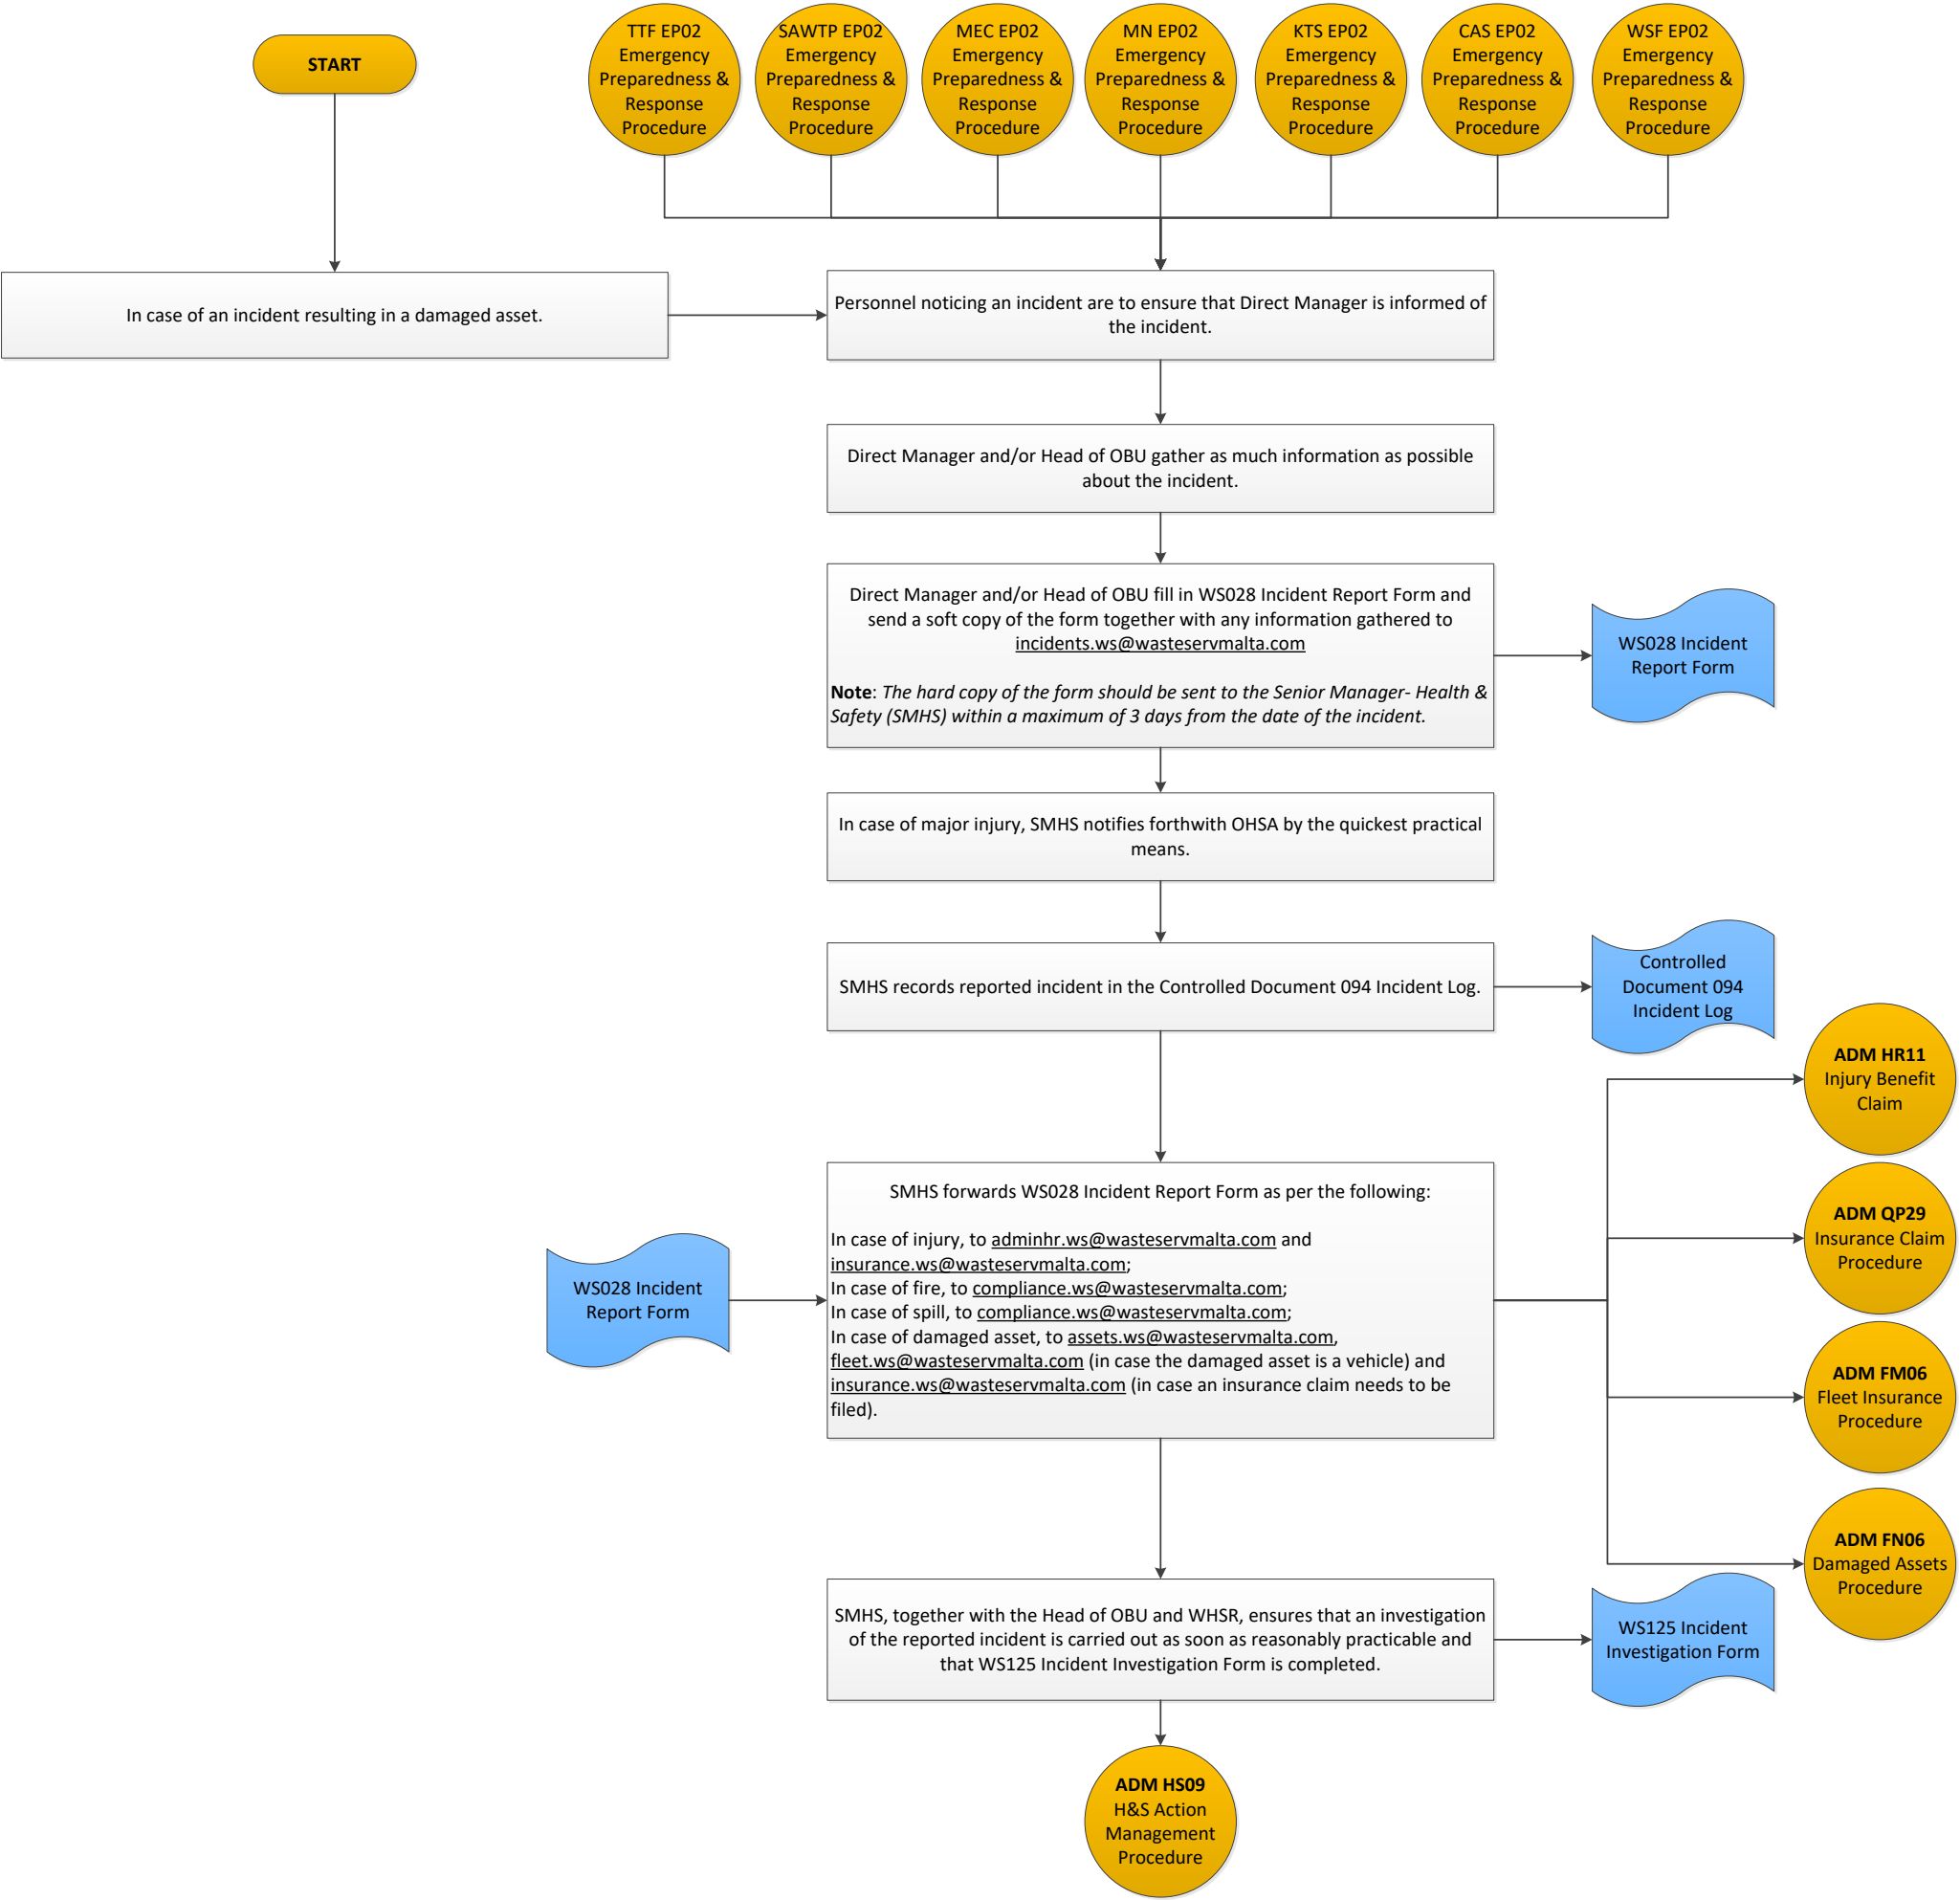 START
TTF EP02
Emergency
Preparedness &
Response
Procedure
SAWTP EP02
Emergency
Preparedness &
Response
Procedure
MEC EP02
Emergency
Preparedness &
Response
Procedure
MN EP02
Emergency
Preparedness &
Response
Procedure
KTS EP02
Emergency
Preparedness &
Response
Procedure
CAS EP02
Emergency
Preparedness &
Response
Procedure
WSF EP02
Emergency
Preparedness &
Response
Procedure
In case of an incident resulting in a damaged asset.
Personnel noticing an incident are to ensure that Direct Manager is informed of
the incident.
Direct Manager and/or Head of OBU gather as much information as possible
about the incident.
Direct Manager and/or Head of OBU fill in WS028 Incident Report Form and
send a soft copy of the form together with any information gathered to
incidents.ws@wasteservmalta.com
Note: The hard copy of the form should be sent to the Senior Manager- Health &
Safety (SMHS) within a maximum of 3 days from the date of the incident.
WS028 Incident
Report Form
In case of major injury, SMHS notifies forthwith OHSA by the quickest practical
means.
SMHS records reported incident in the Controlled Document 094 Incident Log.
Controlled
Document 094
Incident Log
ADM HR11
Injury Benefit
Claim
ADM QP29
Insurance Claim
Procedure
ADM FM06
Fleet Insurance
Procedure
ADM FN06
Damaged Assets
Procedure
WS028 Incident
Report Form
SMHS forwards WS028 Incident Report Form as per the following:
In case of injury, to adminhr.ws@wasteservmalta.com and
insurance.ws@wasteservmalta.com;
In case of fire, to compliance.ws@wasteservmalta.com;
In case of spill, to compliance.ws@wasteservmalta.com;
In case of damaged asset, to assets.ws@wasteservmalta.com,
fleet.ws@wasteservmalta.com (in case the damaged asset is a vehicle) and
insurance.ws@wasteservmalta.com (in case an insurance claim needs to be
filed).
SMHS, together with the Head of OBU and WHSR, ensures that an investigation
of the reported incident is carried out as soon as reasonably practicable and
that WS125 Incident Investigation Form is completed.
WS125 Incident
Investigation Form
ADM HS09
H&S Action
Management
Procedure